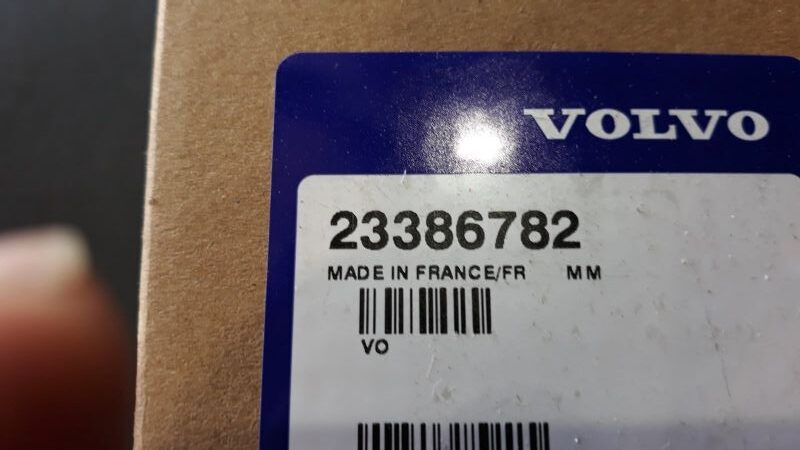 VOLVO
23386782
MADE IN FRANCE/FR MM
VO